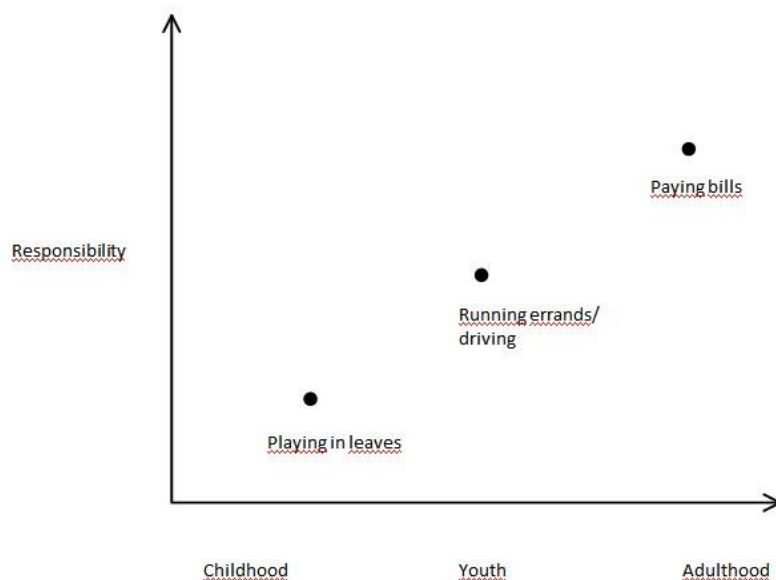 Paying bills
Responsibility
Running errands/
driving
Playing in leaves
Childhood
Youth
Adulthood